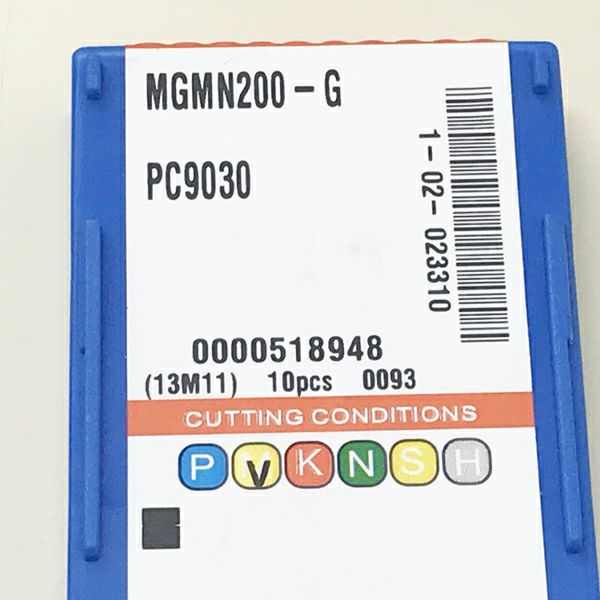 MGMN200-G
PC9030
1-02-023310
0000518948
(13M11) 10pcs 0093
CUTTING CONDITIONS
P M K N S H